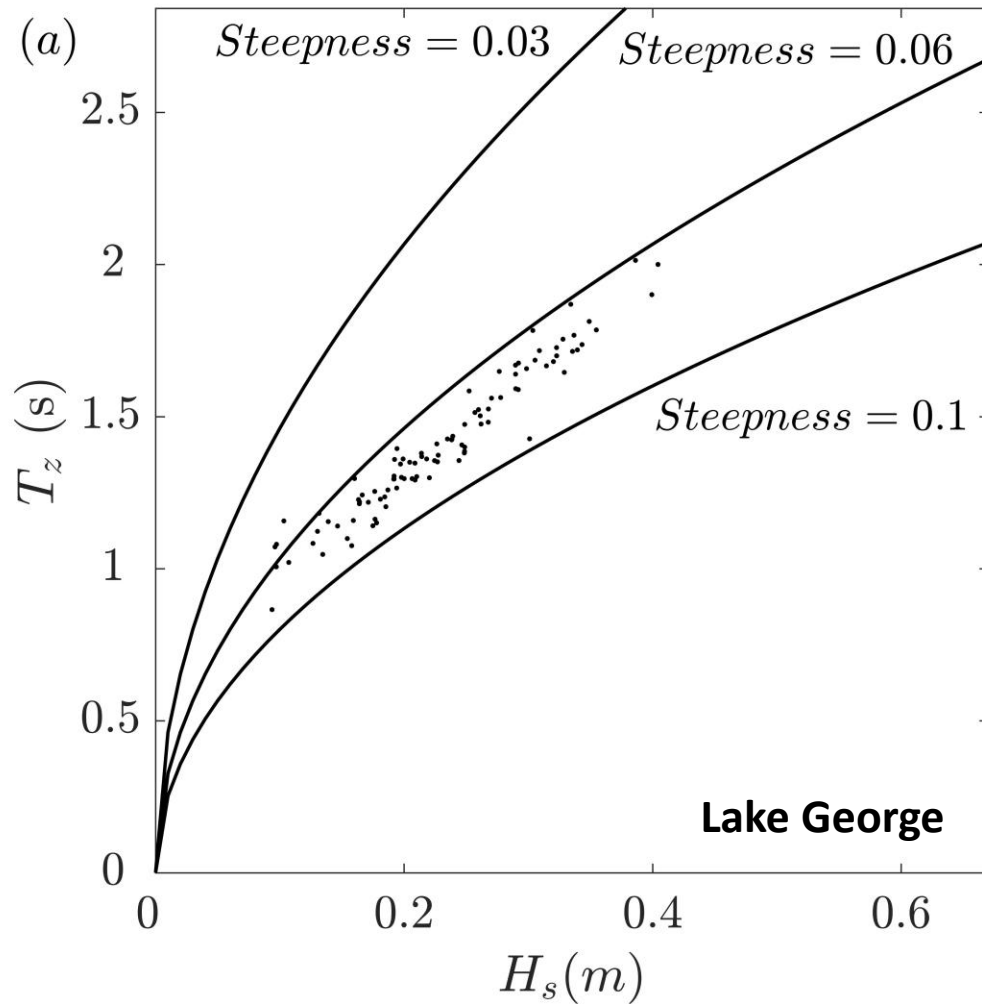 (a)
Steepness = 0.03
Steepness = 0.06
2.5
2
1.5
Steepness = 0.1
T_z (s)
1
0.5
Lake George
0
0
0.2
0.4
0.6
H_s(m)